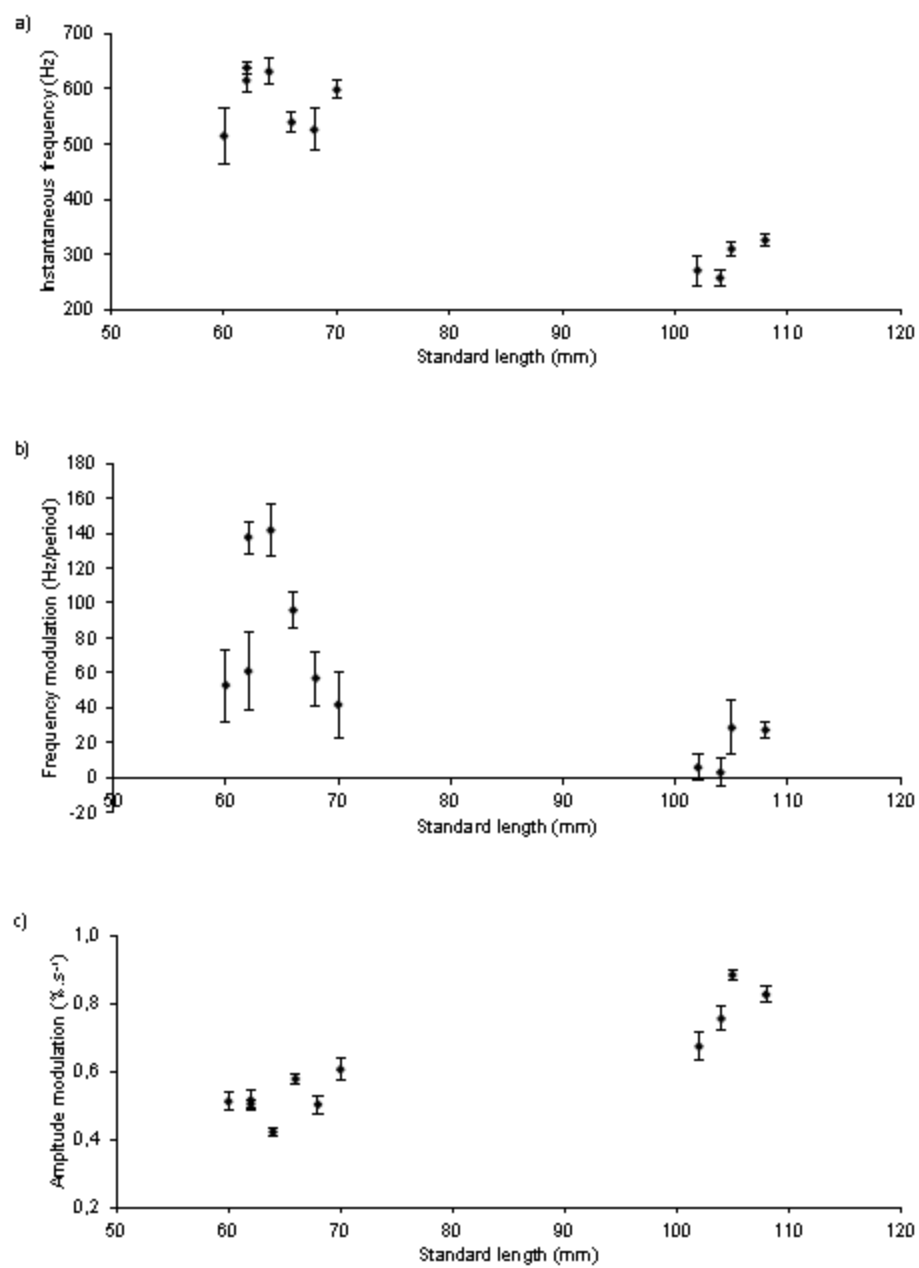 a)
Instantaneous frequency (Hz)
700
600
500
400
300
200
50 60 70 80 90 100 110 120
Standard length (mm)
b)
Frequency modulation (Hz/period)
180
160
140
120
100
80
60
40
20
0
-20
50 60 70 80 90 100 110 120
Standard length (mm)
c)
Amplitude modulation (%.s⁻¹)
1,0
0,8
0,6
0,4
0,2
50 60 70 80 90 100 110 120
Standard length (mm)